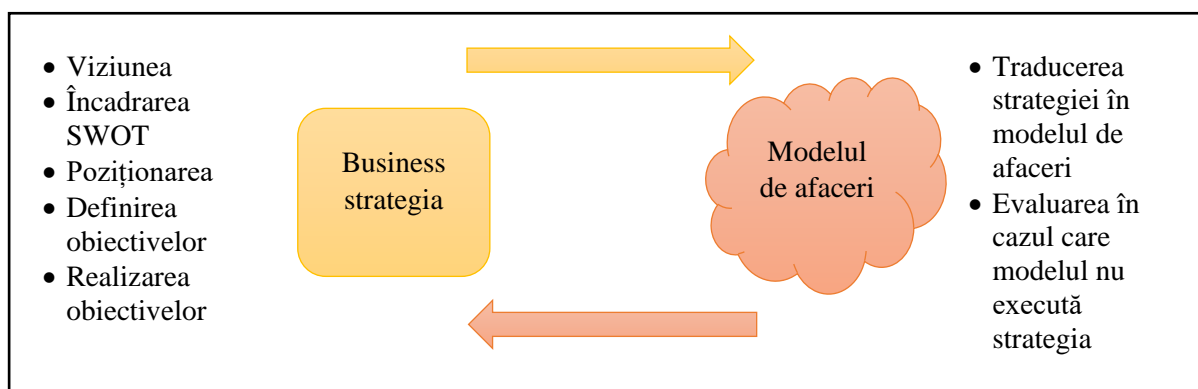 • Viziunea
• Încadrarea
SWOT
• Poziționarea
• Definirea
obiectivelor
• Realizarea
obiectivelor
Business
strategia
Modelul
de afaceri
• Traducerea
strategiei în
modelul de
afaceri
• Evaluarea în
cazul care
modelul nu
execută
strategia